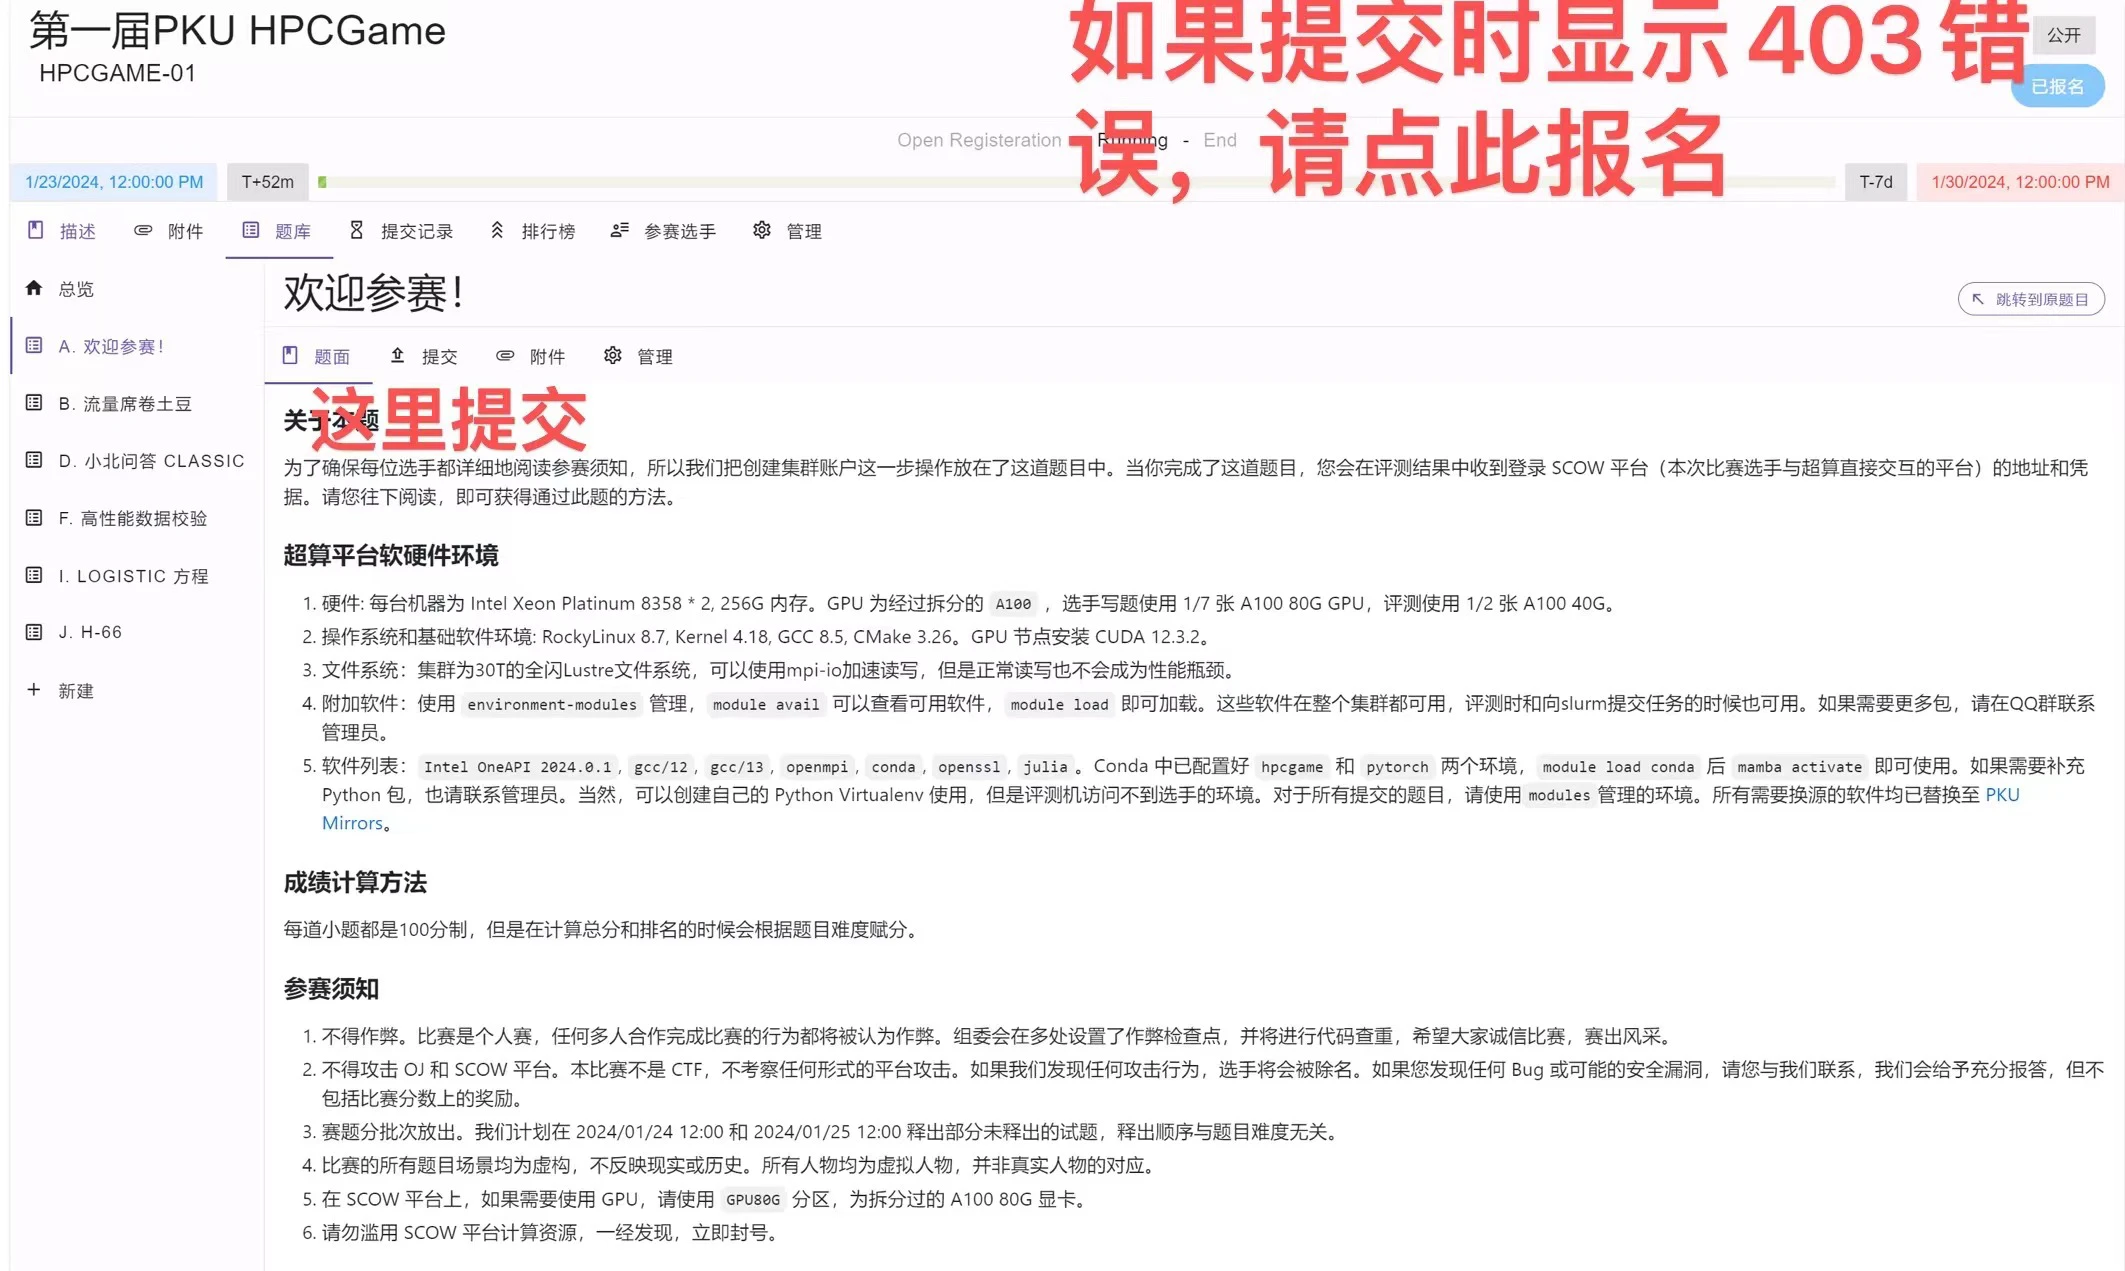 第一届PKU HPCGame
HPCGAME-01
如果提交时显示403错
误，请点此报名
公开
已报名
Open Registeration
Running - End
1/23/2024, 12:00:00 PM
T+52m
T-7d
1/30/2024, 12:00:00 PM
描述
附件
题库
提交记录
排行榜
参赛选手
管理
总览
A. 欢迎参赛！
B. 流量席卷土豆
D. 小北问答 CLASSIC
F. 高性能数据校验
I. LOGISTIC 方程
J. H-66
新建
欢迎参赛！
跳转到原题目
题面
提交
附件
管理
这里提交
关于本题
为了确保每位选手都详细地阅读参赛须知，所以我们把创建集群账户这一步操作放在了这道题目中。当你完成了这道题目，您会在评测结果中收到登录 SCOW 平台（本次比赛选手与超算直接交互的平台）的地址和凭
据。请您往下阅读，即可获得通过此题的方法。
超算平台软硬件环境
1. 硬件: 每台机器为 Intel Xeon Platinum 8358 * 2, 256G 内存。GPU 为经过拆分的 A100 ，选手写题使用 1/7 张 A100 80G GPU，评测使用 1/2 张 A100 40G。
2. 操作系统和基础软件环境: RockyLinux 8.7, Kernel 4.18, GCC 8.5, CMake 3.26。GPU 节点安装 CUDA 12.3.2。
3. 文件系统：集群为30T的全闪Lustre文件系统，可以使用mpi-io加速读写，但是正常读写也不会成为性能瓶颈。
4. 附加软件：使用 environment-modules 管理，module avail 可以查看可用软件，module load 即可加载。这些软件在整个集群都可用，评测时和向slurm提交任务的时候也可用。如果需要更多包，请在QQ群联系
管理员。
5. 软件列表：Intel OneAPI 2024.0.1, gcc/12, gcc/13, openmpi, conda, openssl, julia。Conda 中已配置好 hpcgame 和 pytorch 两个环境，module load conda 后 mamba activate 即可使用。如果需要补充
Python 包，也请联系管理员。当然，可以创建自己的 Python Virtualenv 使用，但是评测机访问不到选手的环境。对于所有提交的题目，请使用 modules 管理的环境。所有需要换源的软件均已替换至 PKU
Mirrors。
成绩计算方法
每道小题都是100分制，但是在计算总分和排名的时候会根据题目难度赋分。
参赛须知
1. 不得作弊。比赛是个人赛，任何多人合作完成比赛的行为都将被认为作弊。组委会在多处设置了作弊检查点，并将进行代码查重，希望大家诚信比赛，赛出风采。
2. 不得攻击 OJ 和 SCOW 平台。本比赛不是 CTF，不考察任何形式的平台攻击。如果我们发现任何攻击行为，选手将会被除名。如果您发现任何 Bug 或可能的安全漏洞，请您与我们联系，我们会给予充分报答，但不
包括比赛分数上的奖励。
3. 赛题分批次放出。我们计划在 2024/01/24 12:00 和 2024/01/25 12:00 释出部分未释出的试题，释出顺序与题目难度无关。
4. 比赛的所有题目场景均为虚构，不反映现实或历史。所有人物均为虚拟人物，并非真实人物的对应。
5. 在 SCOW 平台上，如果需要使用 GPU，请使用 GPU80G 分区，为拆分过的 A100 80G 显卡。
6. 请勿滥用 SCOW 平台计算资源，一经发现，立即封号。